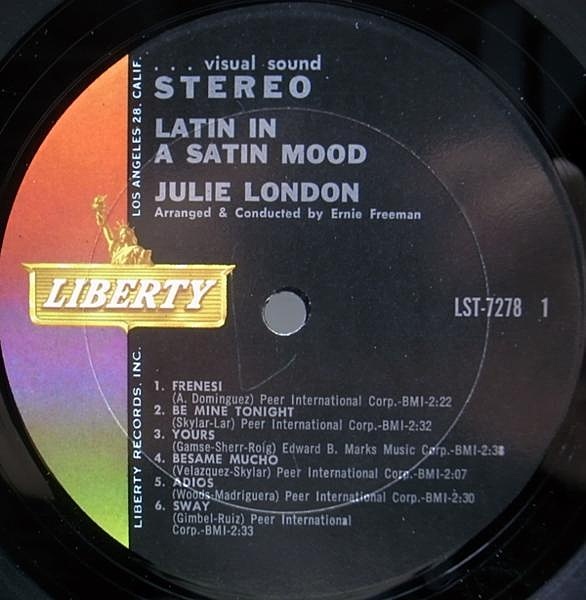 . . . visual sound
STEREO
LATIN IN
A SATIN MOOD
JULIE LONDON
Arranged & Conducted by Ernie Freeman
LIBERTY
LST-7278 1
1. FRENESI
(A. Dominguez) Peer International Corp.-BMI-2:22
2. BE MINE TONIGHT
(Skylar-Lar) Peer International Corp.-BMI-2:32
3. YOURS
(Gamse-Sherr-Roig) Edward B. Marks Music Corp.-BMI-
4. BESAME MUCHO
(Velazquez-Skylar) Peer International Corp.-BMI-2:07
5. ADIOS
(Woods-Madriguera) Peer International Corp.-BMI-2:30
6. SWAY
(Gimbel-Ruiz) Peer International
Corp.-BMI-2:33
LIBERTY RECORDS, INC.
LOS ANGELES 28, CALIF.